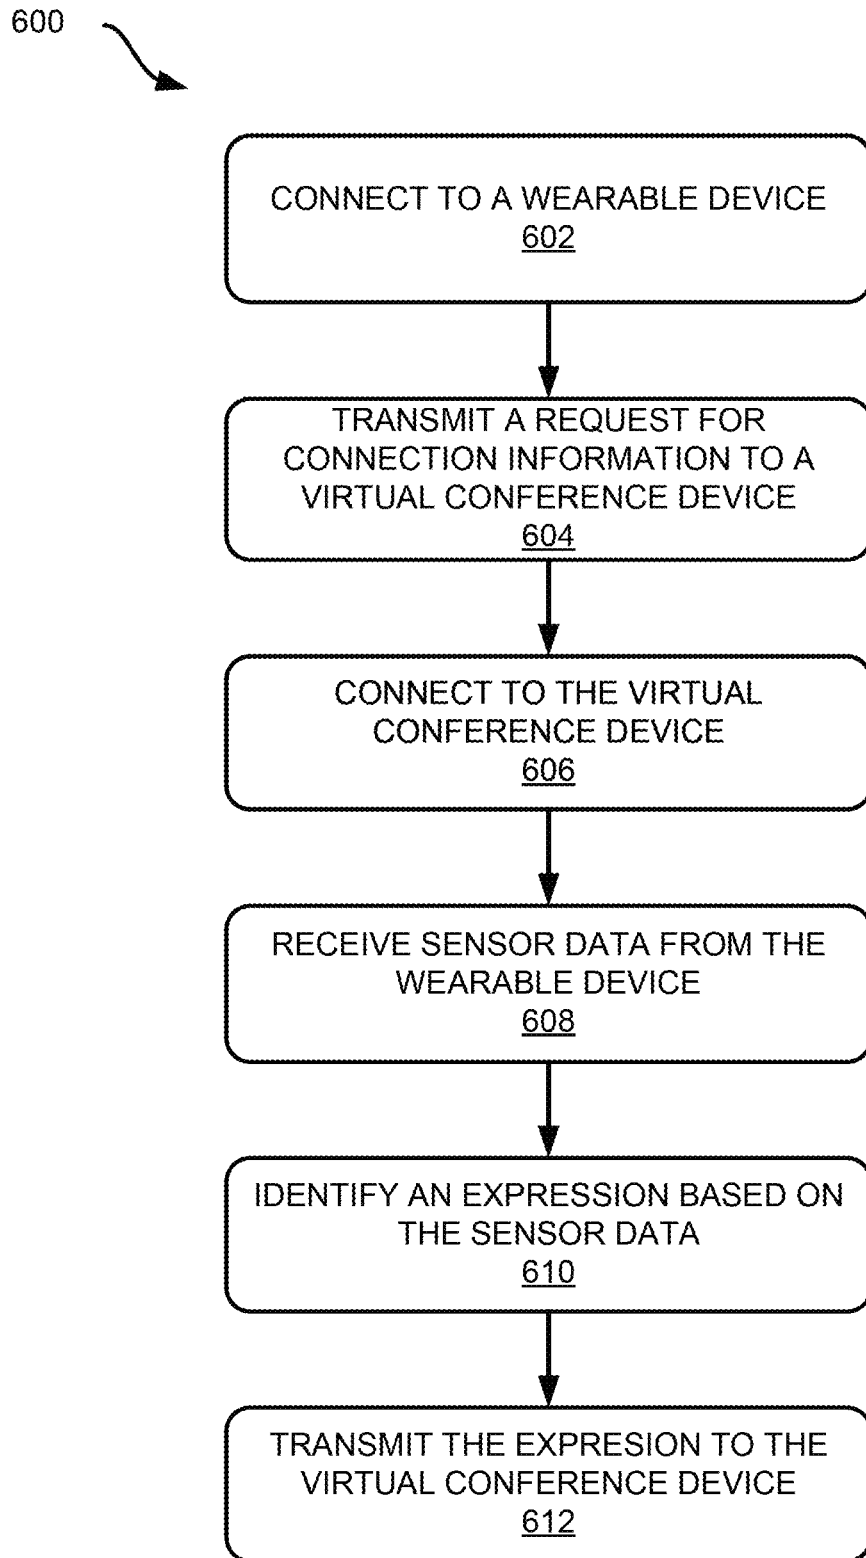 600
CONNECT TO A WEARABLE DEVICE
602
TRANSMIT A REQUEST FOR
CONNECTION INFORMATION TO A
VIRTUAL CONFERENCE DEVICE
604
CONNECT TO THE VIRTUAL
CONFERENCE DEVICE
606
RECEIVE SENSOR DATA FROM THE
WEARABLE DEVICE
608
IDENTIFY AN EXPRESSION BASED ON
THE SENSOR DATA
610
TRANSMIT THE EXPRESION TO THE
VIRTUAL CONFERENCE DEVICE
612